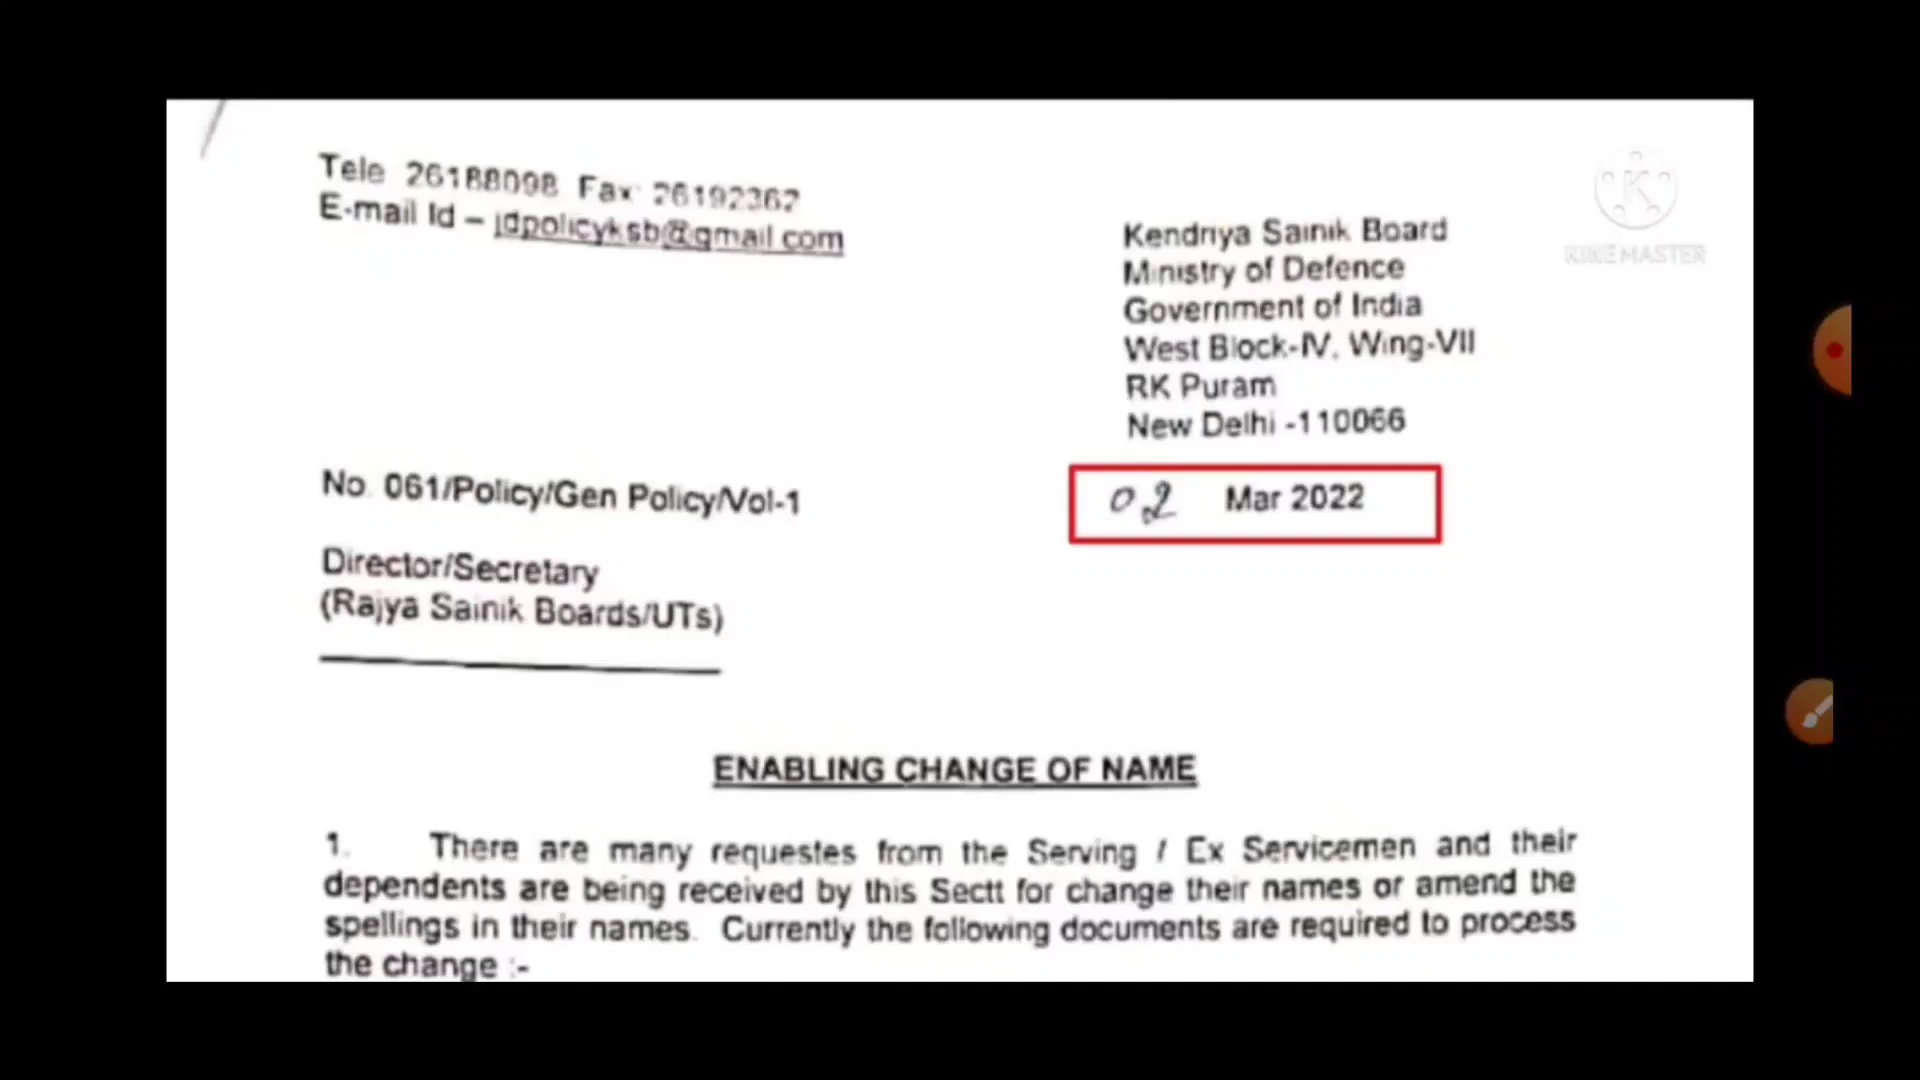 Tele 26188098 Fax: 26192362
E-mail Id – jdpolicyksb@gmail.com
Kendriya Sainik Board
Ministry of Defence
Government of India
West Block-IV, Wing-VII
RK Puram
New Delhi -110066
KINEMASTER
No. 061/Policy/Gen Policy/Vol-1
02 Mar 2022
Director/Secretary
(Rajya Sainik Boards/UTs)
ENABLING CHANGE OF NAME
1. There are many requestes from the Serving / Ex Servicemen and their
dependents are being received by this Sectt for change their names or amend the
spellings in their names. Currently the following documents are required to process
the change :-